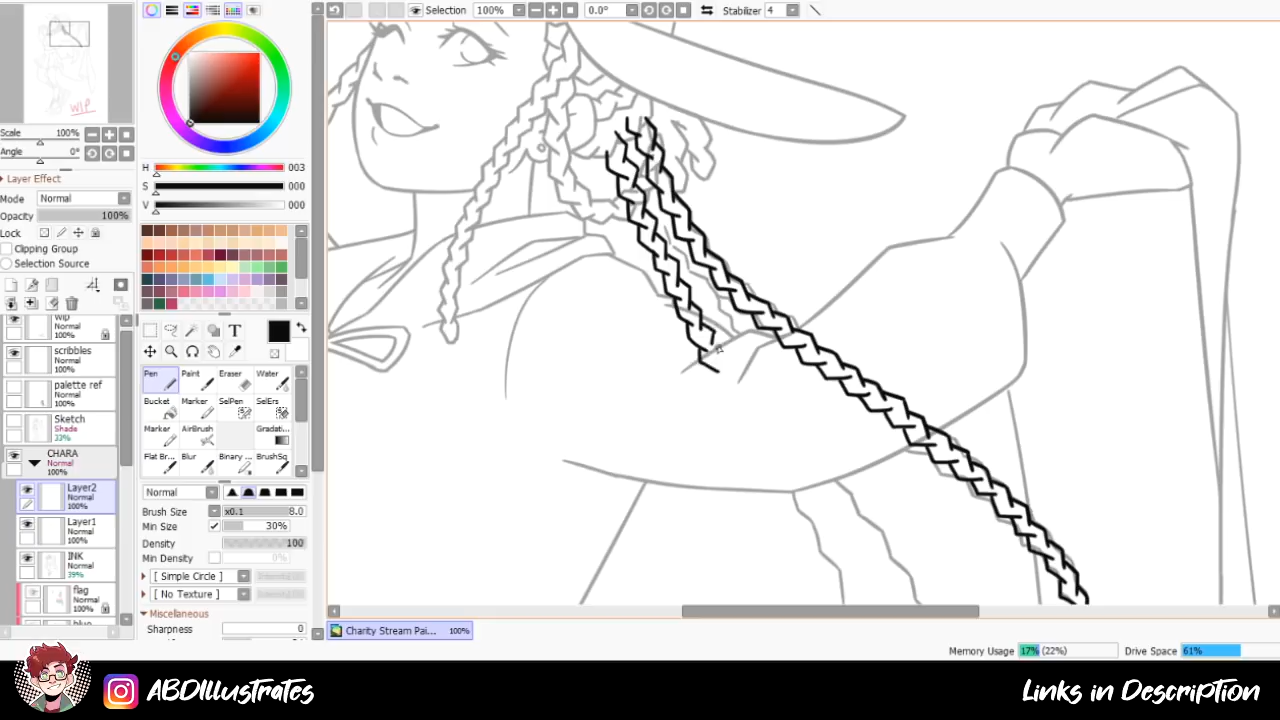 Selection
100%
0.0°
Stabilizer 4
WIP
Scale 100%
Angle 0°
Layer Effect
Mode Normal
Opacity 100%
Lock
Clipping Group
Selection Source
H 003
S 000
V 000
WIP
Normal
100%
scribbles
Normal
100%
palette ref
Normal
100%
Sketch
Shade
33%
CHARA
Normal
100%
Layer2
Normal
100%
Layer1
Normal
100%
INK
Normal
39%
flag
Normal
100%
T
Pen Paint Eraser Water
Bucket Marker SelPen SelErs
Marker AirBrush Gradati...
Flat Br... Blur Binary ... BrushSq
Normal
Brush Size x0.1 8.0
Min Size 30%
Density 100
Min Density 0%
[ Simple Circle ]
[ No Texture ]
Miscellaneous
Sharpness 0
Charity Stream Pai... 100%
Memory Usage 17% (22%)
Drive Space 61%
ABDIllustrates
Links in Description